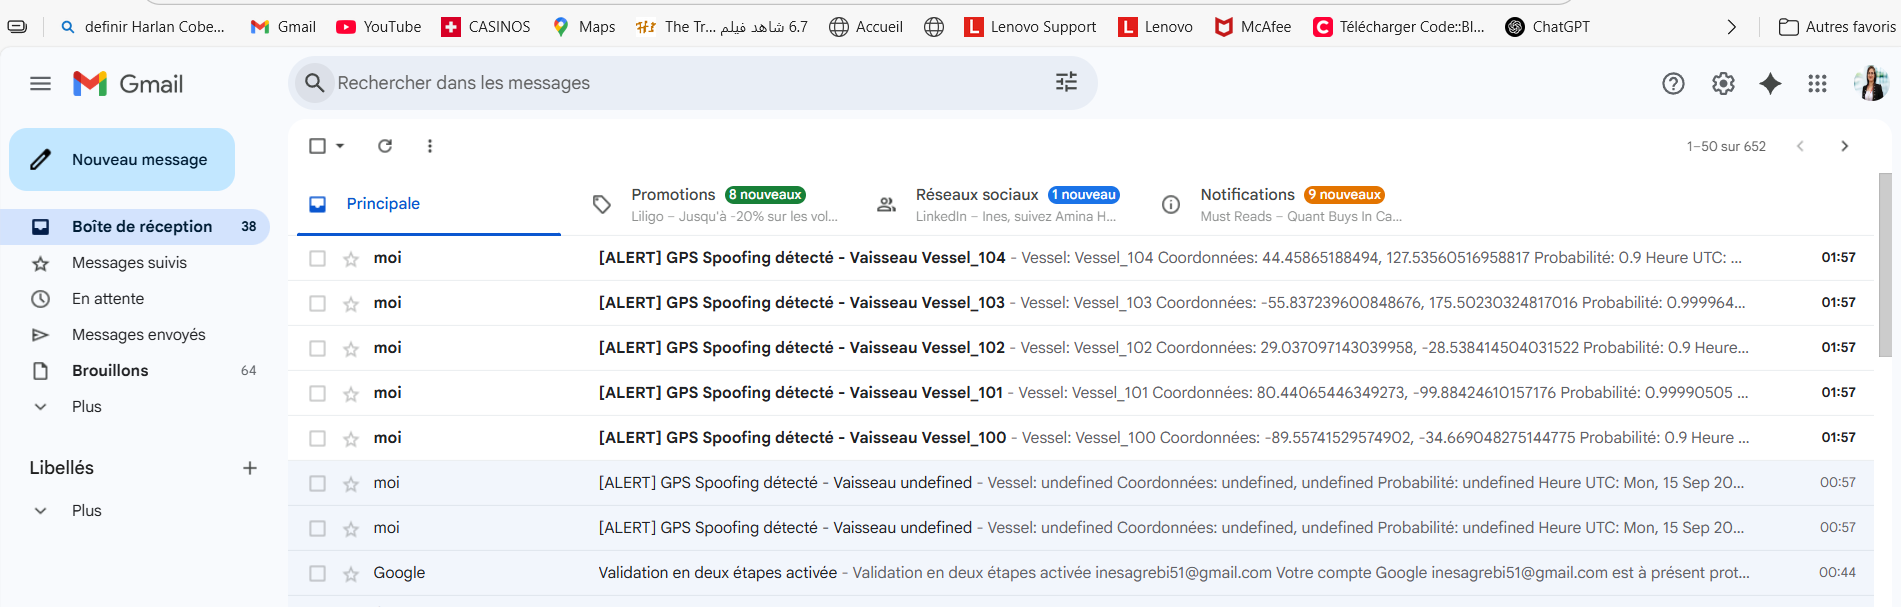 definir Harlan Cobe...
Gmail
YouTube
CASINOS
Maps
The Tr... شاهد فيلم 6.7
Accueil
Lenovo Support
Lenovo
McAfee
Télécharger Code::Bl...
ChatGPT
Autres favoris
Gmail
Rechercher dans les messages
Nouveau message
1–50 sur 652
Principale
Promotions 8 nouveaux
Liligo – Jusqu'à -20% sur les vol...
Réseaux sociaux 1 nouveau
LinkedIn – Ines, suivez Amina H...
Notifications 9 nouveaux
Must Reads – Quant Buys In Ca...
Boîte de réception 38
Messages suivis
En attente
Messages envoyés
Brouillons 64
Plus
Libellés
Plus
moi [ALERT] GPS Spoofing détecté - Vaisseau Vessel_104 - Vessel: Vessel_104 Coordonnées: 44.45865188494, 127.53560516958817 Probabilité: 0.9 Heure UTC: ... 01:57
moi [ALERT] GPS Spoofing détecté - Vaisseau Vessel_103 - Vessel: Vessel_103 Coordonnées: -55.837239600848676, 175.50230324817016 Probabilité: 0.999964... 01:57
moi [ALERT] GPS Spoofing détecté - Vaisseau Vessel_102 - Vessel: Vessel_102 Coordonnées: 29.037097143039958, -28.538414504031522 Probabilité: 0.9 Heure... 01:57
moi [ALERT] GPS Spoofing détecté - Vaisseau Vessel_101 - Vessel: Vessel_101 Coordonnées: 80.44065446349273, -99.88424610157176 Probabilité: 0.99990505 ... 01:57
moi [ALERT] GPS Spoofing détecté - Vaisseau Vessel_100 - Vessel: Vessel_100 Coordonnées: -89.55741529574902, -34.669048275144775 Probabilité: 0.9 Heure ... 01:57
moi [ALERT] GPS Spoofing détecté - Vaisseau undefined - Vessel: undefined Coordonnées: undefined, undefined Probabilité: undefined Heure UTC: Mon, 15 Sep 20... 00:57
moi [ALERT] GPS Spoofing détecté - Vaisseau undefined - Vessel: undefined Coordonnées: undefined, undefined Probabilité: undefined Heure UTC: Mon, 15 Sep 20... 00:57
Google Validation en deux étapes activée - Validation en deux étapes activée inesagrebi51@gmail.com Votre compte Google inesagrebi51@gmail.com est à présent prot... 00:44